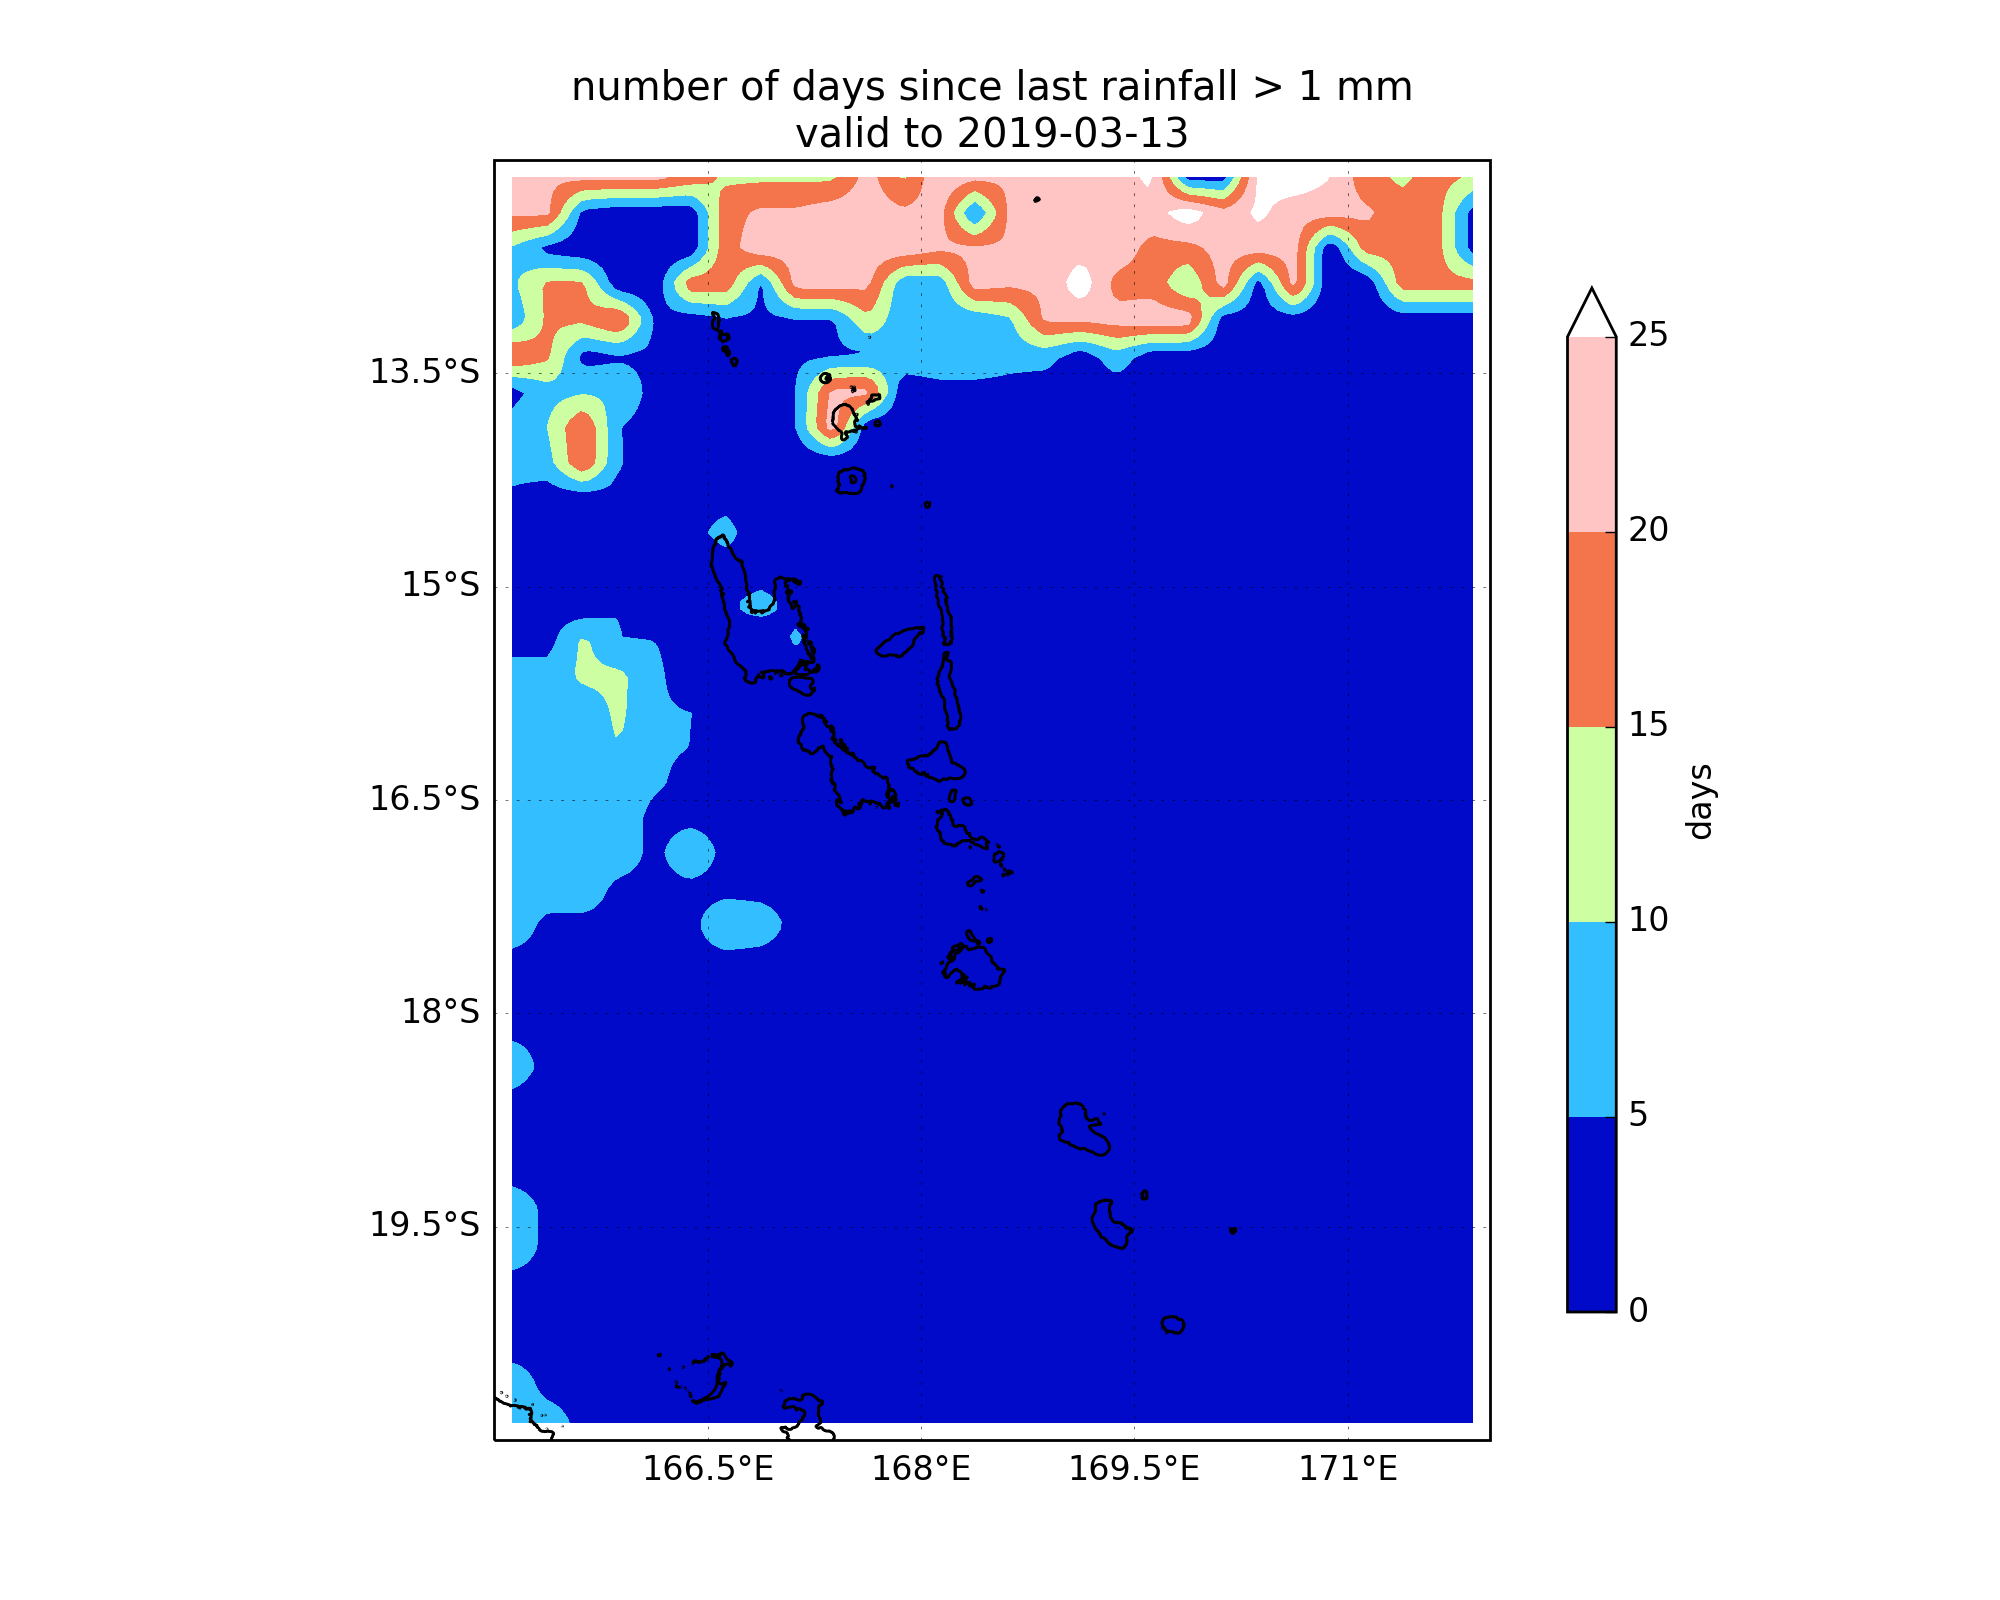 number of days since last rainfall > 1 mm
valid to 2019-03-13
13.5°S
15°S
16.5°S
18°S
19.5°S
166.5°E
168°E
169.5°E
171°E
25
20
15
10
5
0
days